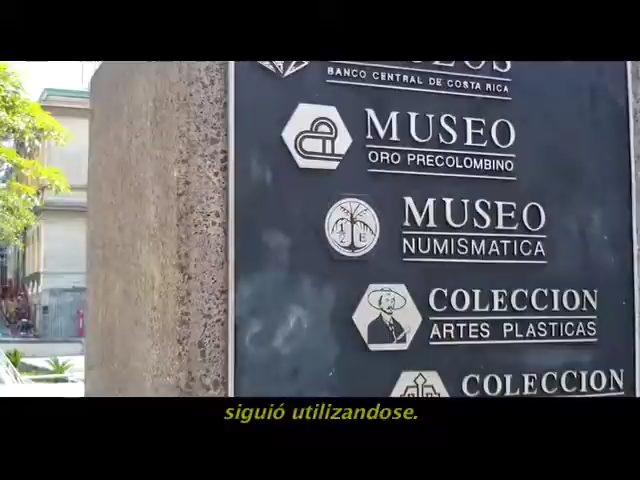 BANCO CENTRAL DE COSTA RICA
MUSEO
ORO PRECOLOMBINO
MUSEO
NUMISMATICA
COLECCION
ARTES PLASTICAS
COLECCION
siguió utilizandose.